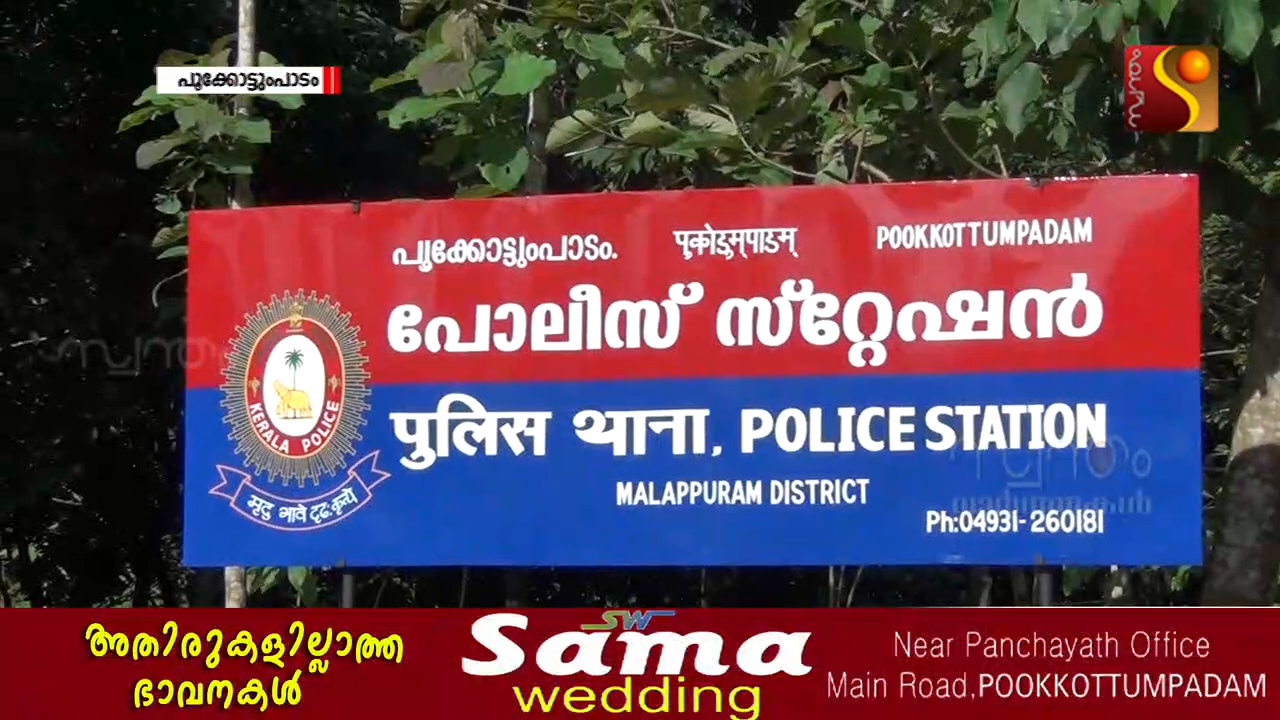 പൂക്കോട്ടുംപാടം
പൂക്കോട്ടുംപാടം. पूकोट्टुम्पाडम् POOKKOTTUMPADAM
പോലീസ് സ്റ്റേഷൻ
पुलिस थाना, POLICE STATION
MALAPPURAM DISTRICT
Ph:04931-260181
KERALA POLICE
मृदु भावे दृढ कृत्ये
അതിരുകളില്ലാത്ത
ഭാവനകൾ
SW
Sama
wedding
Near Panchayath Office
Main Road,POOKKOTTUMPADAM